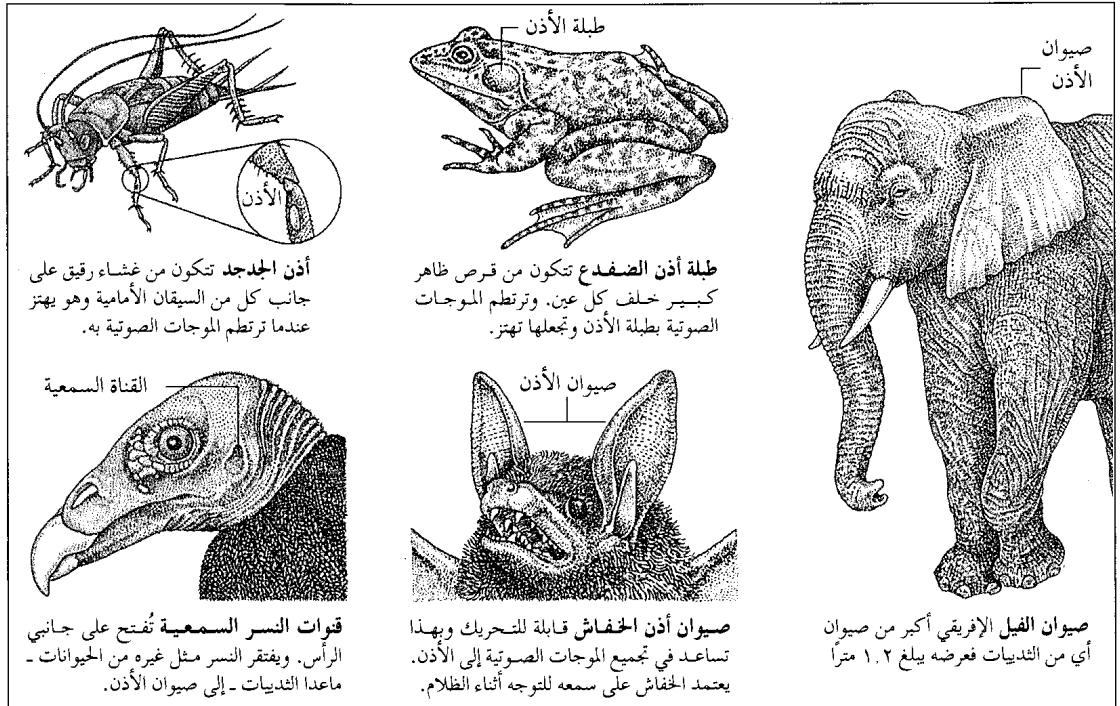 صيوان
الأذن
صيوان الفيل الإفريقي أكبر من صيوان
أي من الثدييات فعرضه يبلغ ١.٢ مترًا
طبلة الأذن
طبلة أذن الضفدع تتكون من قرص ظاهر
كبير خلف كل عين. وترتطم الموجات
الصوتية بطبلة الأذن وتجعلها تهتز.
الأذن
أذن الجدجد تتكون من غشاء رقيق على
جانب كل من السيقان الأمامية وهو يهتز
عندما ترتطم الموجات الصوتية به.
صيوان الأذن
صيوان أذن الخفاش قابلة للتحريك وبهذا
تساعد في تجميع الموجات الصوتية إلى الأذن.
يعتمد الخفاش على سمعه للتوجه أثناء الظلام.
القناة السمعية
قنوات النسر السمعية تُفتح على جانبي
الرأس. ويفتقر النسر مثل غيره من الحيوانات ـ
ماعدا الثدييات ـ إلى صيوان الأذن.